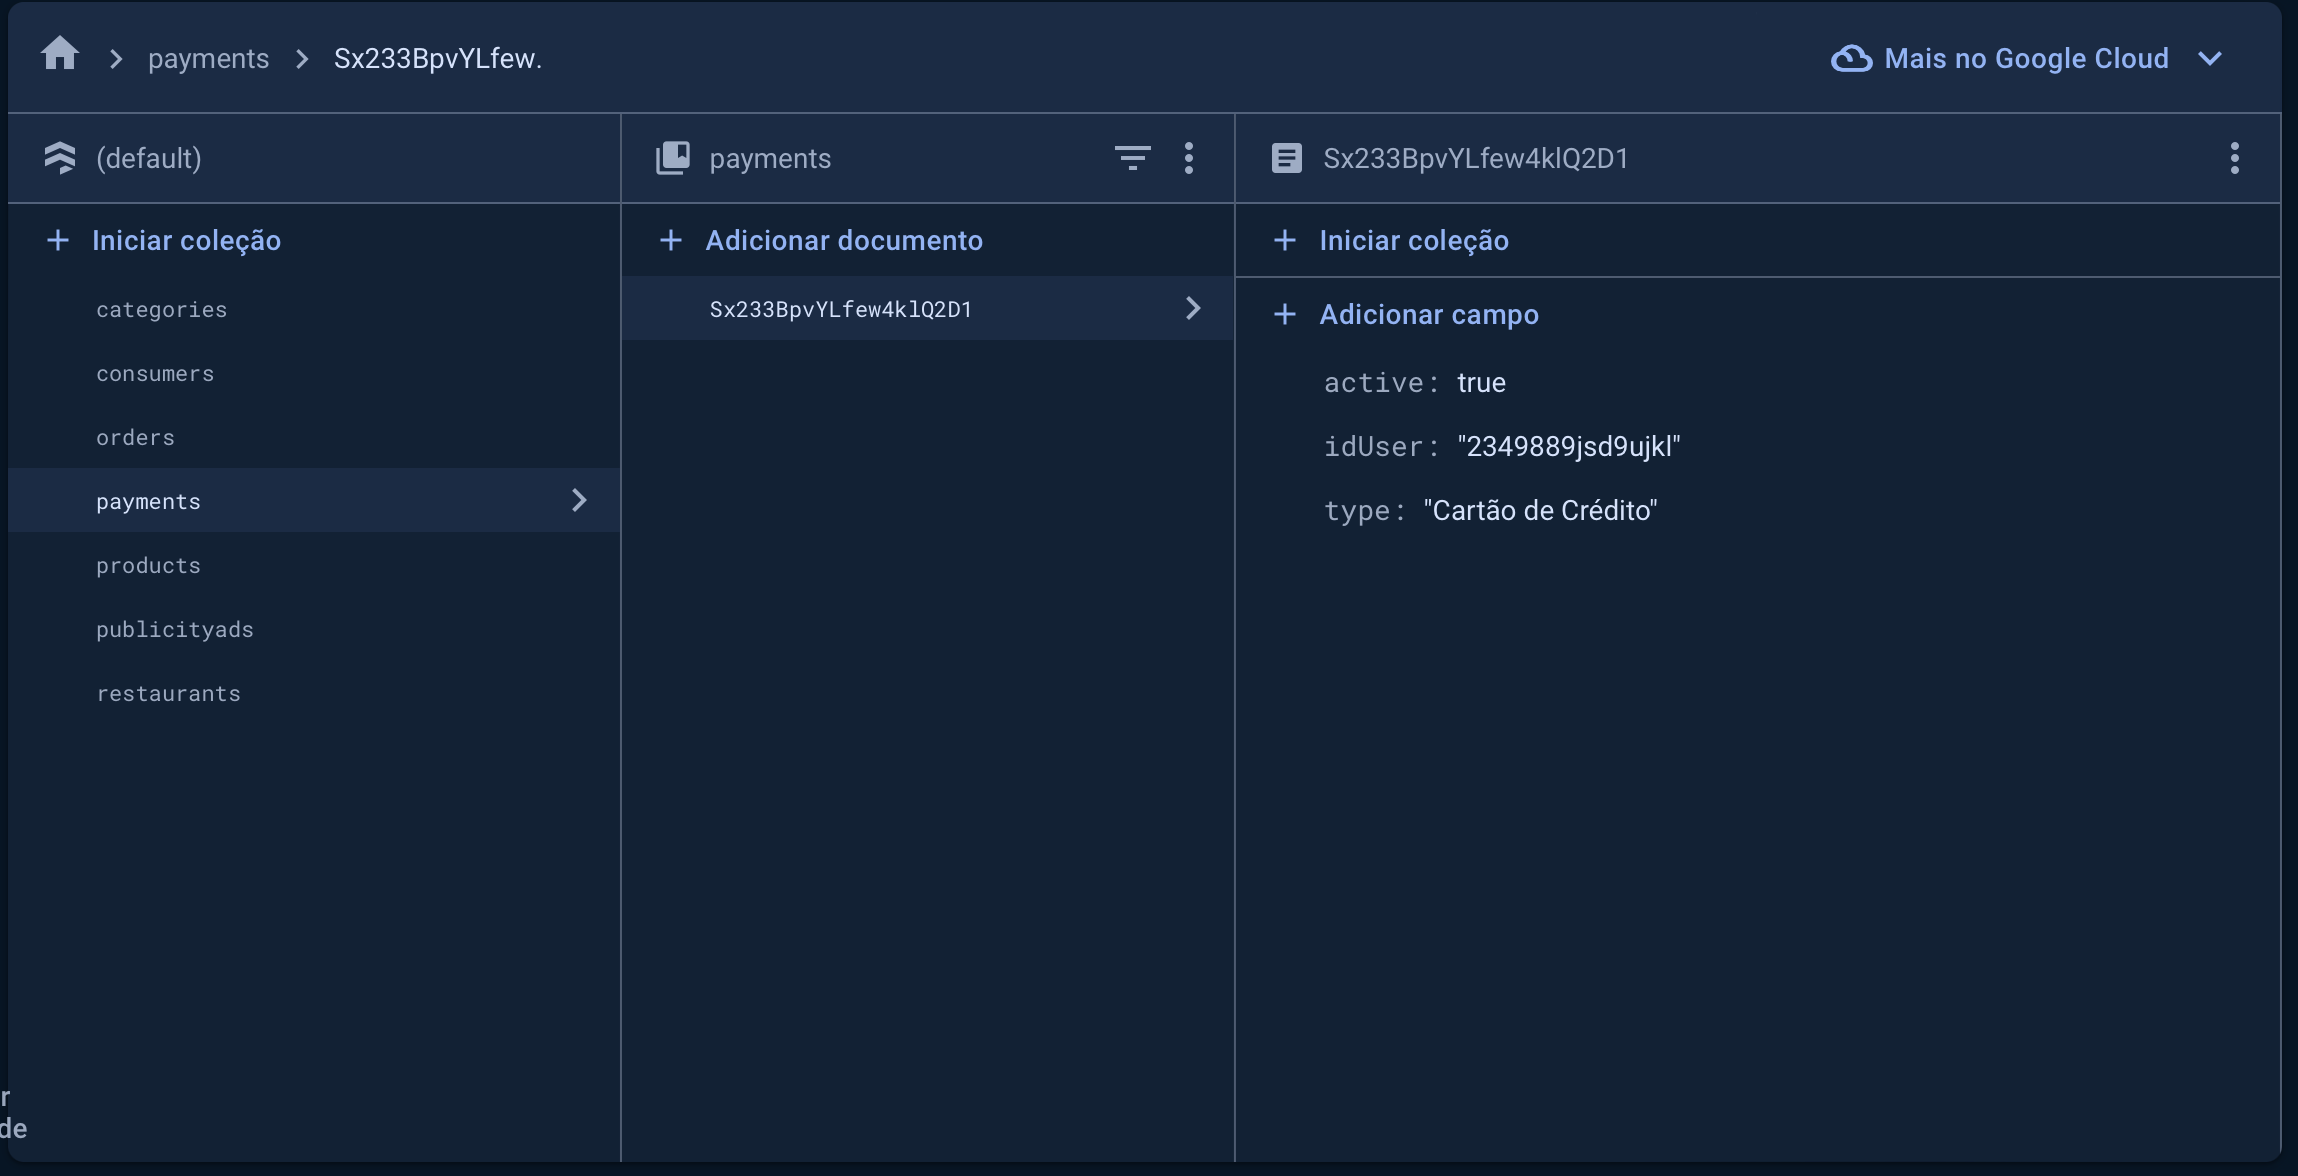 payments
Sx233BpvYLfew.
Mais no Google Cloud
(default)
Iniciar coleção
categories
consumers
orders
payments
products
publicityads
restaurants
payments
Adicionar documento
Sx233BpvYLfew4klQ2D1
Sx233BpvYLfew4klQ2D1
Iniciar coleção
Adicionar campo
active: true
idUser: "2349889jsd9ujkl"
type: "Cartão de Crédito"
r
de